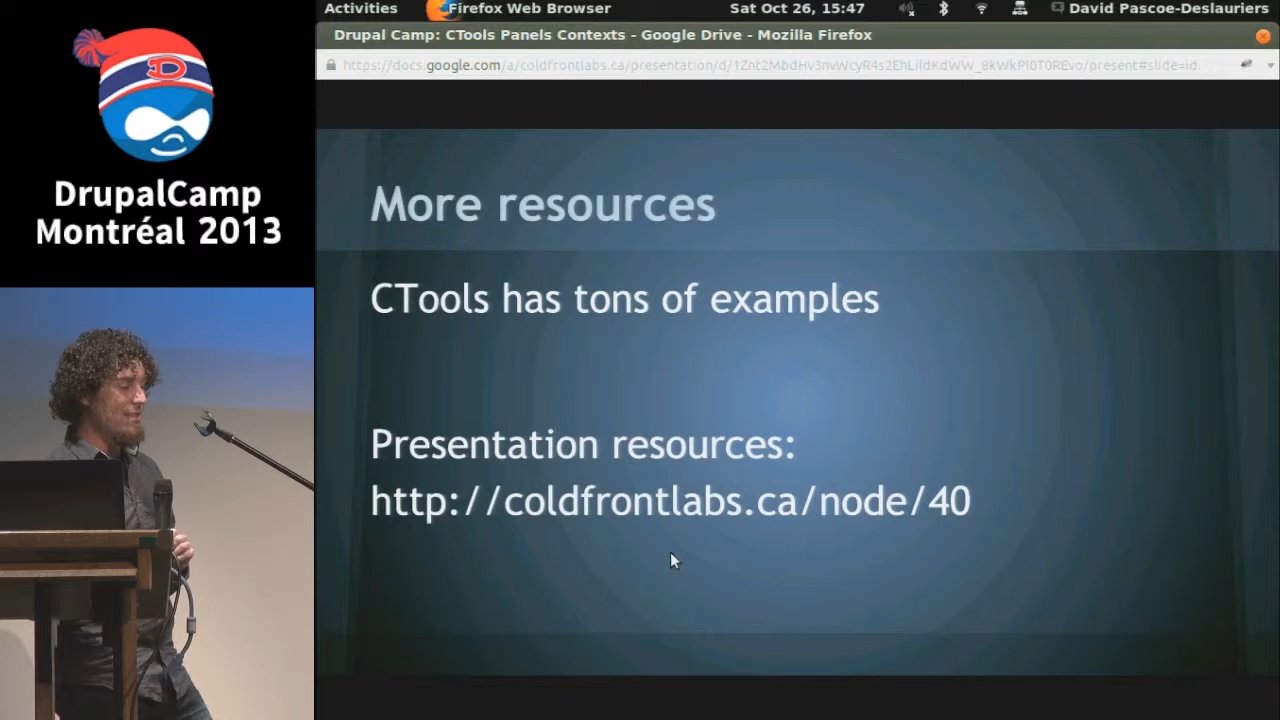 Activities
Firefox Web Browser
Sat Oct 26, 15:47
David Pascoe-Deslauriers
Drupal Camp: CTools Panels Contexts - Google Drive - Mozilla Firefox
DrupalCamp
Montréal 2013
More resources
CTools has tons of examples
Presentation resources:
http://coldfrontlabs.ca/node/40